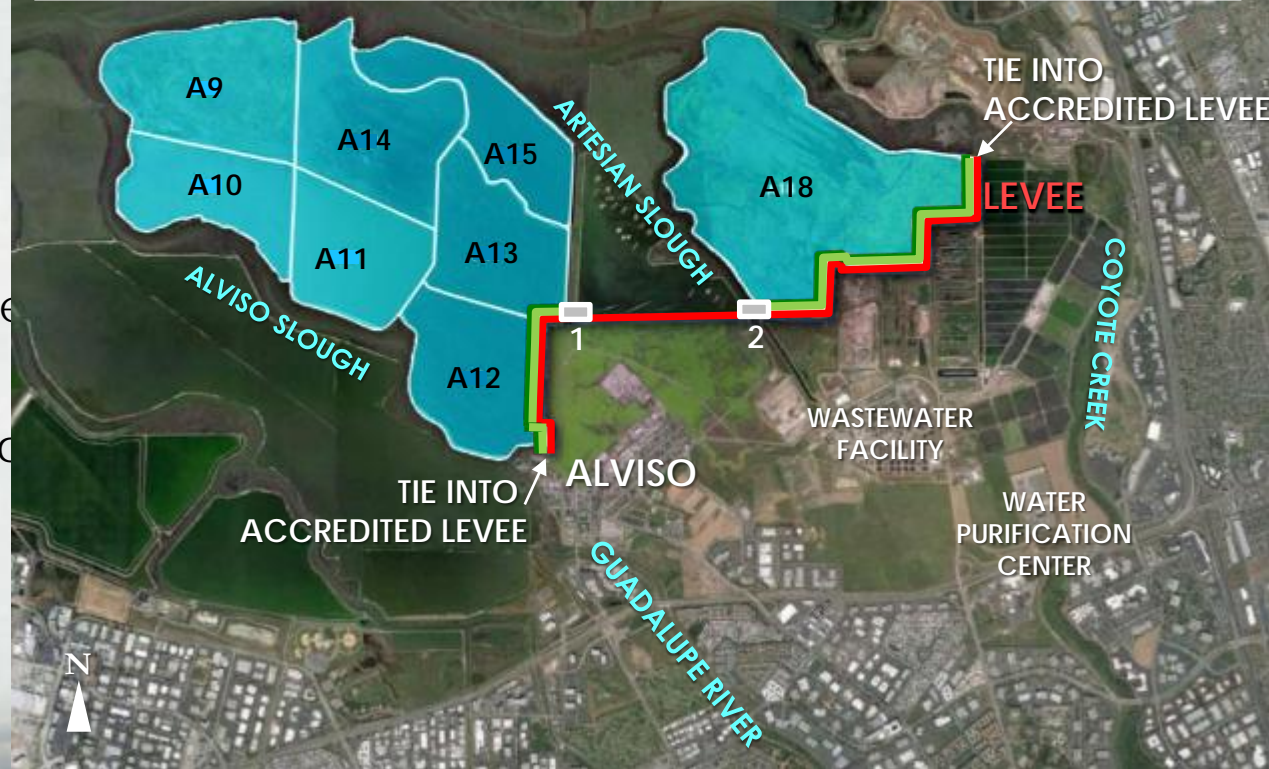 TIE INTO
ACCREDITED LEVEE
A9
A14
A15
A10
A11
A13
A12
A18
ARTESIAN SLOUGH
LEVEE
ALVISO SLOUGH
COYOTE CREEK
1
2
WASTEWATER
FACILITY
ALVISO
TIE INTO
ACCREDITED LEVEE
WATER
PURIFICATION
CENTER
GUADALUPE RIVER
N